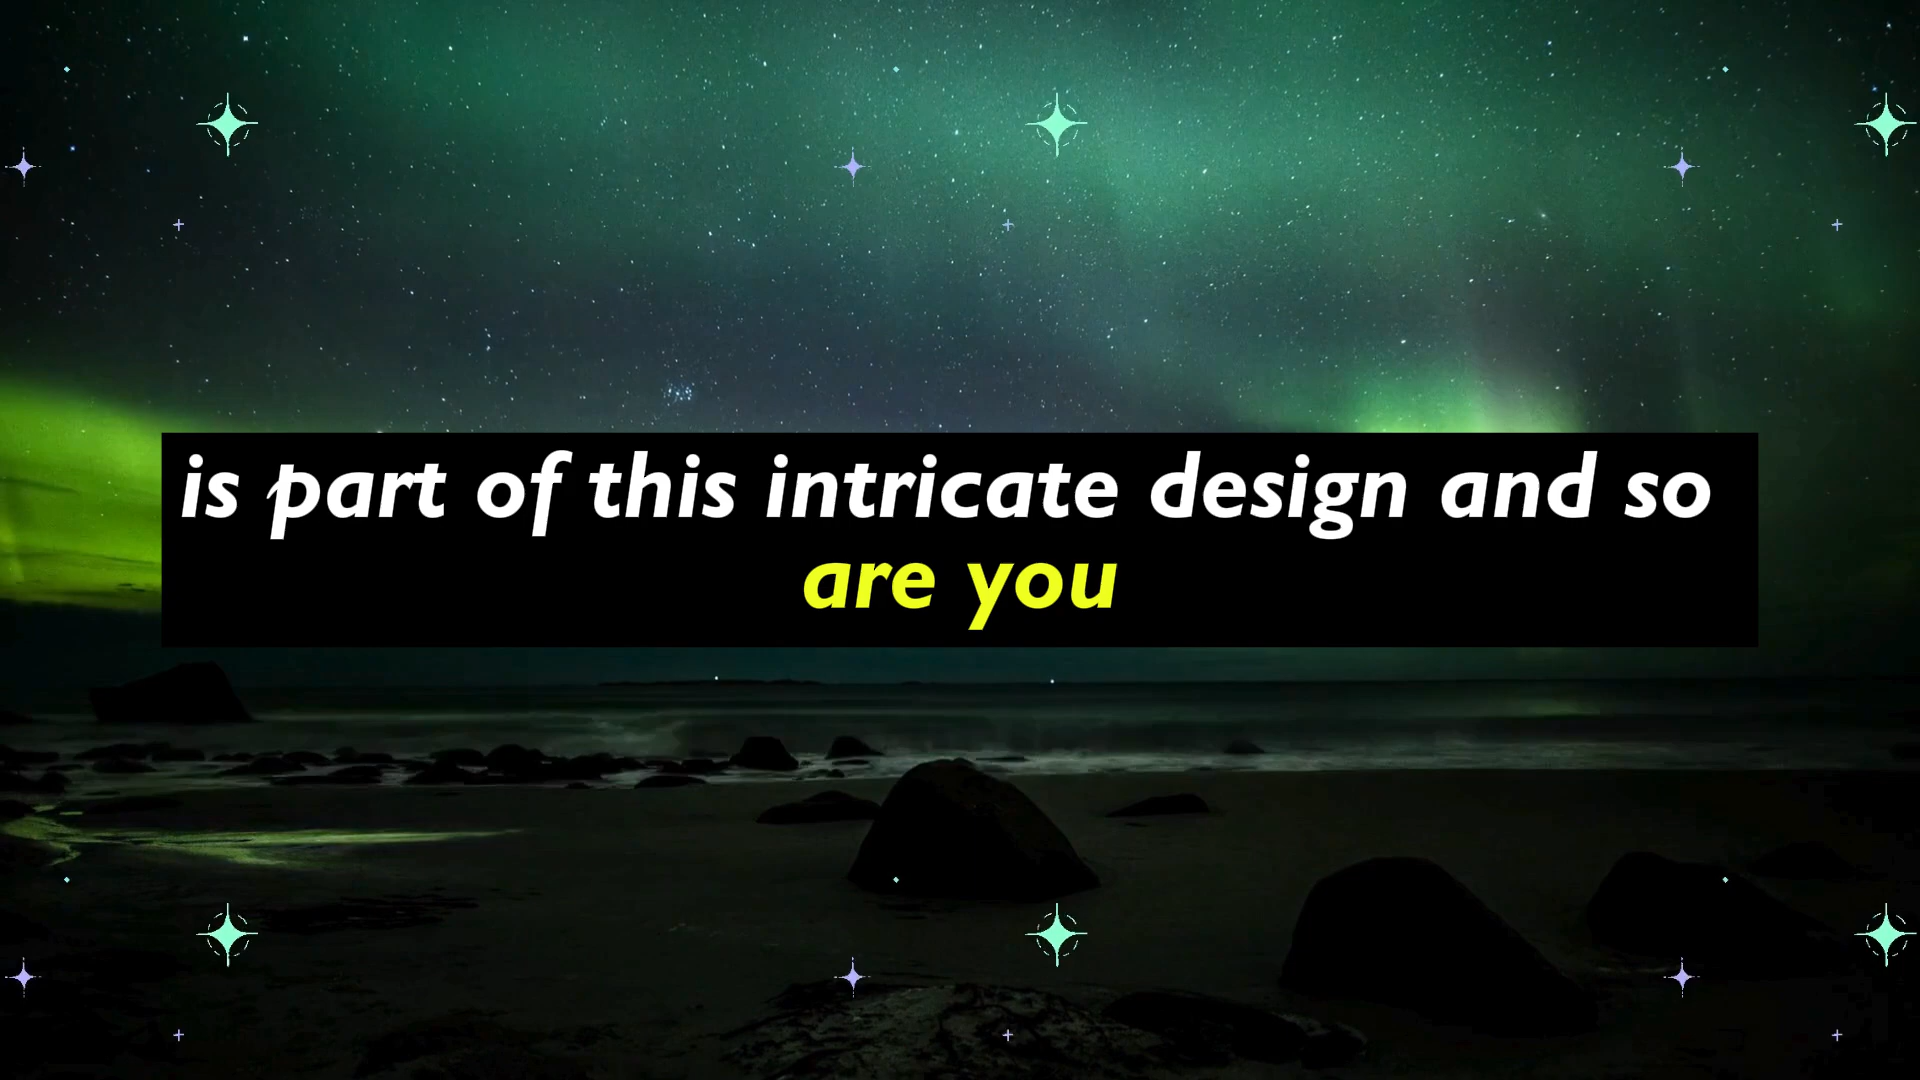 is part of this intricate design and so
are you